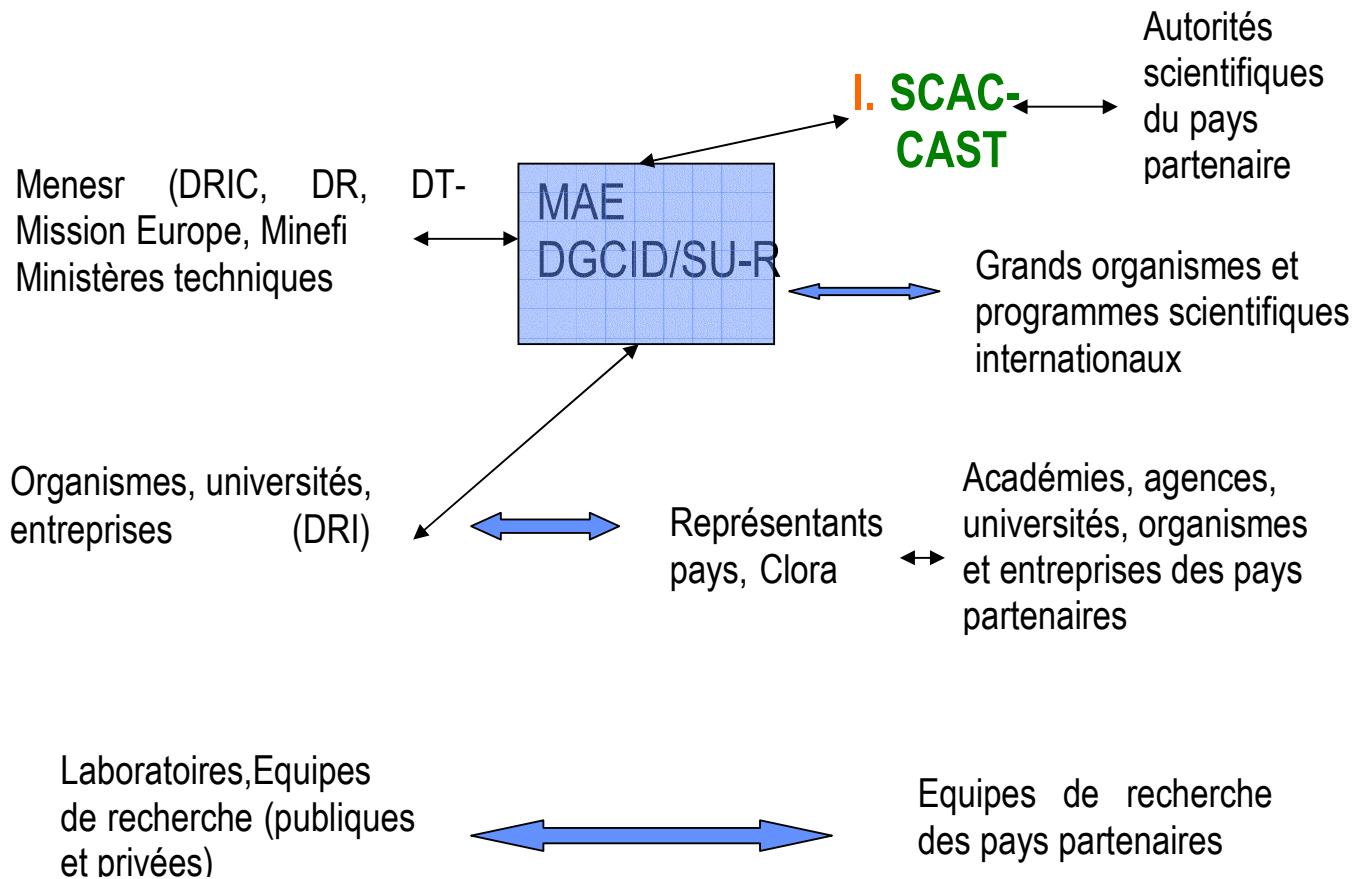 Autorités
scientifiques
du pays
partenaire
I. SCAC-
CAST
Menesr (DRIC, DR, DT-
Mission Europe, Minefi
Ministères techniques
MAE
DGCID/SU-R
Grands organismes et
programmes scientifiques
internationaux
Organismes, universités,
entreprises (DRI)
Représentants
pays, Clora
Académies, agences,
universités, organismes
et entreprises des pays
partenaires
Laboratoires,Equipes
de recherche (publiques
et privées)
Equipes de recherche
des pays partenaires